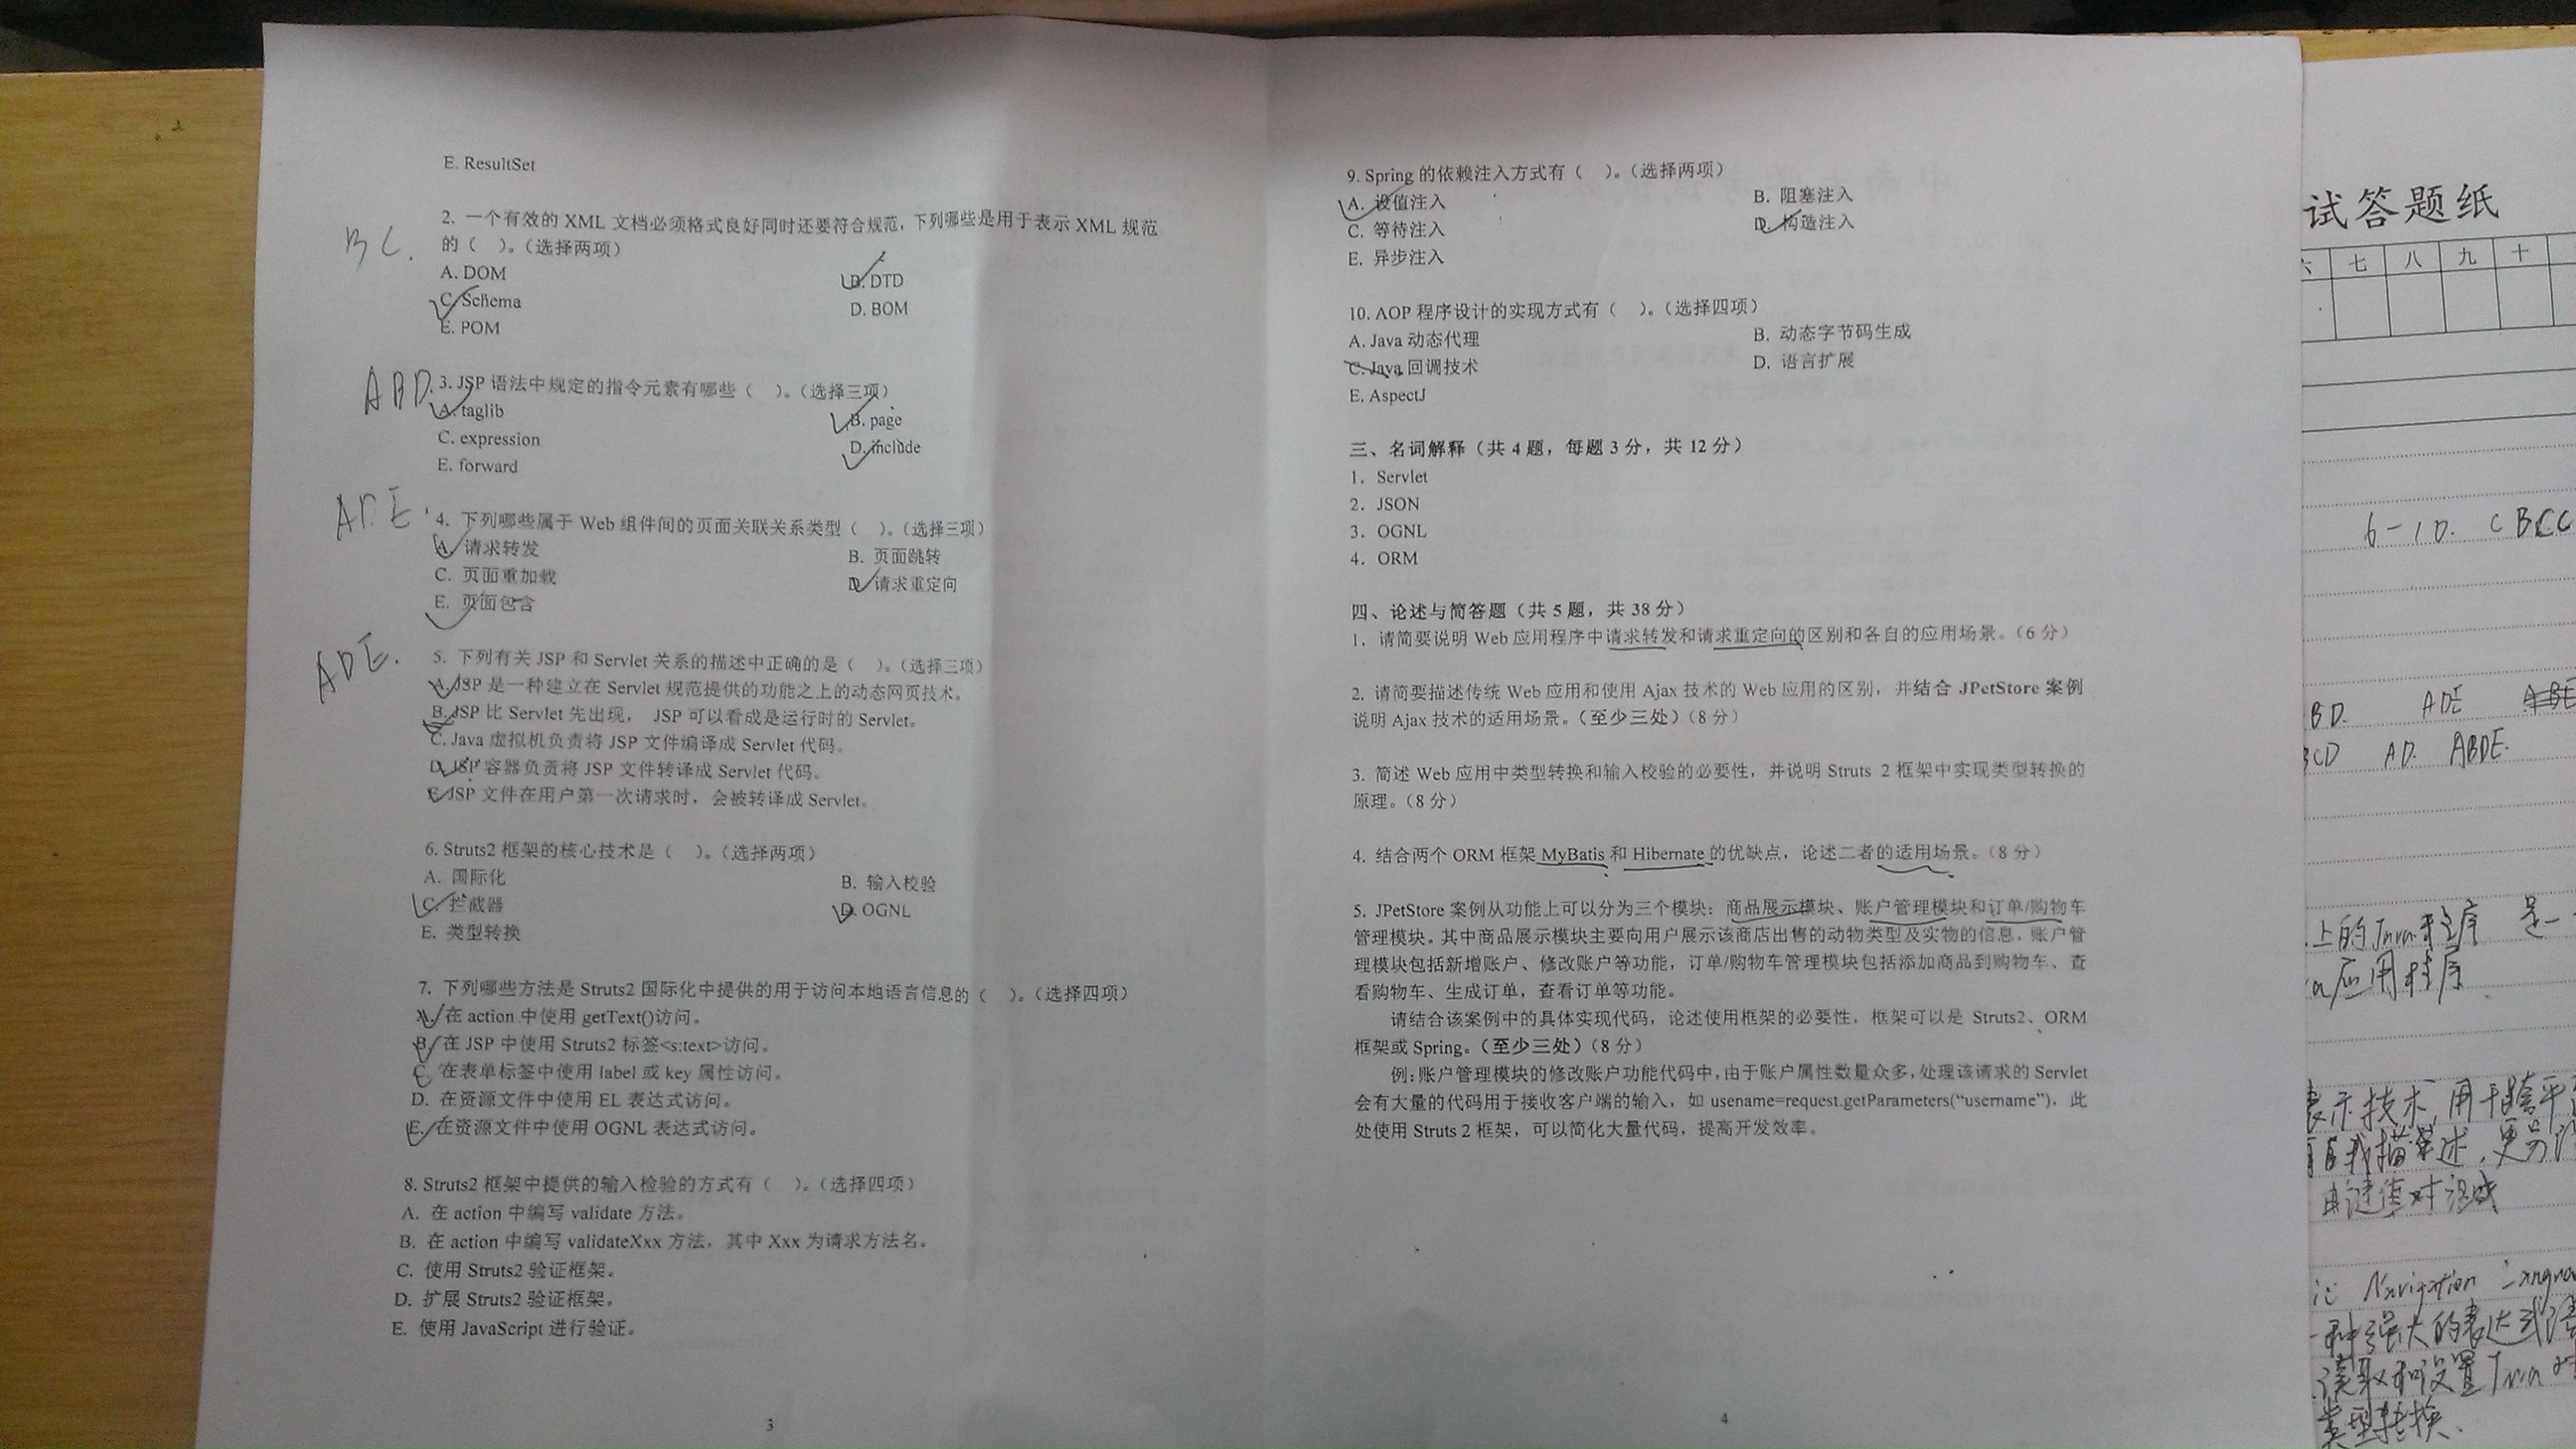 E. ResultSet
2. 一个有效的 XML 文档必须格式良好同时还要符合规范，下列哪些是用于表示 XML 规范
的（　）。（选择两项）
BC.
A. DOM
B. DTD
C. Schema
D. BOM
E. POM
ABD.
3. JSP 语法中规定的指令元素有哪些（　）。（选择三项）
A. taglib
B. page
C. expression
D. include
E. forward
ADE.
4. 下列哪些属于 Web 组件间的页面关联关系类型（　）。（选择三项）
A. 请求转发
B. 页面跳转
C. 页面重加载
D. 请求重定向
E. 页面包含
ADE.
5. 下列有关 JSP 和 Servlet 关系的描述中正确的是（　）。（选择三项）
A. JSP 是一种建立在 Servlet 规范提供的功能之上的动态网页技术。
B. JSP 比 Servlet 先出现， JSP 可以看成是运行时的 Servlet。
C. Java 虚拟机负责将 JSP 文件编译成 Servlet 代码。
D. JSP 容器负责将 JSP 文件转译成 Servlet 代码。
E. JSP 文件在用户第一次请求时，会被转译成 Servlet。
6. Struts2 框架的核心技术是（　）。（选择两项）
A. 国际化
B. 输入校验
C. 拦截器
D. OGNL
E. 类型转换
7. 下列哪些方法是 Struts2 国际化中提供的用于访问本地语言信息的（　）。（选择四项）
A. 在 action 中使用 getText()访问。
B. 在 JSP 中使用 Struts2 标签<s:text>访问。
C. 在表单标签中使用 label 或 key 属性访问。
D. 在资源文件中使用 EL 表达式访问。
E. 在资源文件中使用 OGNL 表达式访问。
8. Struts2 框架中提供的输入检验的方式有（　）。（选择四项）
A. 在 action 中编写 validate 方法。
B. 在 action 中编写 validateXxx 方法，其中 Xxx 为请求方法名。
C. 使用 Struts2 验证框架。
D. 扩展 Struts2 验证框架。
E. 使用 JavaScript 进行验证。
3
9. Spring 的依赖注入方式有（　）。（选择两项）
A. 设值注入
B. 阻塞注入
C. 等待注入
D. 构造注入
E. 异步注入
10. AOP 程序设计的实现方式有（　）。（选择四项）
A. Java 动态代理
B. 动态字节码生成
C. Java 回调技术
D. 语言扩展
E. AspectJ
三、名词解释（共 4 题，每题 3 分，共 12 分）
1. Servlet
2. JSON
3. OGNL
4. ORM
四、论述与简答题（共 5 题，共 38 分）
1. 请简要说明 Web 应用程序中请求转发和请求重定向的区别和各自的应用场景。（6 分）
2. 请简要描述传统 Web 应用和使用 Ajax 技术的 Web 应用的区别，并结合 JPetStore 案例
说明 Ajax 技术的适用场景。（至少三处）（8 分）
3. 简述 Web 应用中类型转换和输入校验的必要性，并说明 Struts 2 框架中实现类型转换的
原理。（8 分）
4. 结合两个 ORM 框架 MyBatis 和 Hibernate 的优缺点，论述二者的适用场景。（8 分）
5. JPetStore 案例从功能上可以分为三个模块：商品展示模块、账户管理模块和订单/购物车
管理模块。其中商品展示模块主要向用户展示该商店出售的动物类型及实物的信息，账户管
理模块包括新增账户、修改账户等功能，订单/购物车管理模块包括添加商品到购物车、查
看购物车、生成订单，查看订单等功能。
请结合该案例中的具体实现代码，论述使用框架的必要性，框架可以是 Struts2、ORM
框架或 Spring。（至少三处）（8 分）
例：账户管理模块的修改账户功能代码中，由于账户属性数量众多，处理该请求的 Servlet
会有大量的代码用于接收客户端的输入，如 usename=request.getParameters(“username”)，此
处使用 Struts 2 框架，可以简化大量代码，提高开发效率。
4
试答题纸
六 七 八 九 十
6-10. CBCC
BD. ADE
BCD AD. ABDE.
上的Java程序 是一
应用程序
表示技术，用于跨平
自我描述，更易
由键值对组成
Navigation Langua
一种强大的表达式语
读取和设置Java对
类型转换.